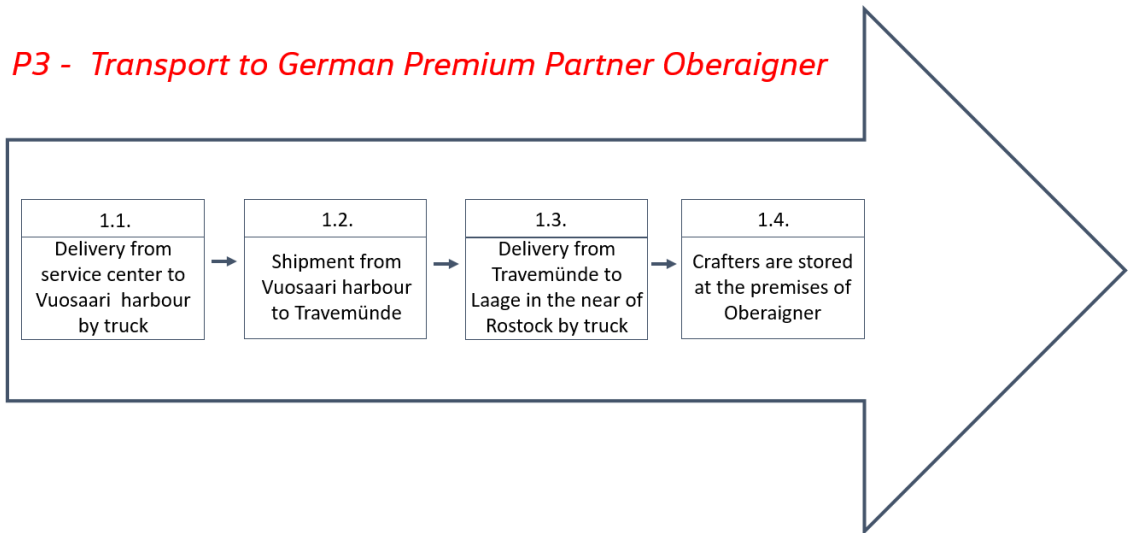 P3 - Transport to German Premium Partner Oberaigner
1.1.
Delivery from
service center to
Vuosaari harbour
by truck
1.2.
Shipment from
Vuosaari harbour
to Travemünde
1.3.
Delivery from
Travemünde to
Laage in the near of
Rostock by truck
1.4.
Crafters are stored
at the premises of
Oberaigner